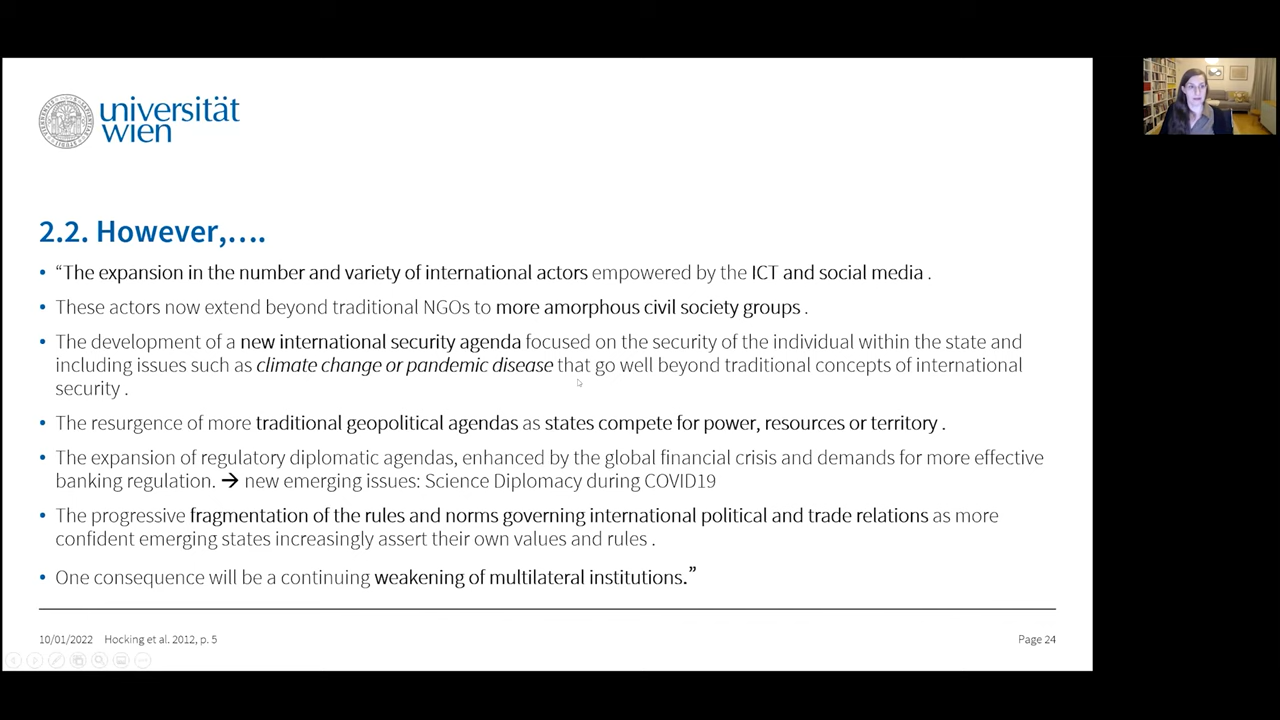 universität
wien
2.2. However,….
• “The expansion in the number and variety of international actors empowered by the ICT and social media .
• These actors now extend beyond traditional NGOs to more amorphous civil society groups .
• The development of a new international security agenda focused on the security of the individual within the state and
including issues such as climate change or pandemic disease that go well beyond traditional concepts of international
security .
• The resurgence of more traditional geopolitical agendas as states compete for power, resources or territory .
• The expansion of regulatory diplomatic agendas, enhanced by the global financial crisis and demands for more effective
banking regulation. → new emerging issues: Science Diplomacy during COVID19
• The progressive fragmentation of the rules and norms governing international political and trade relations as more
confident emerging states increasingly assert their own values and rules .
• One consequence will be a continuing weakening of multilateral institutions.”
10/01/2022 Hocking et al. 2012, p. 5 Page 24